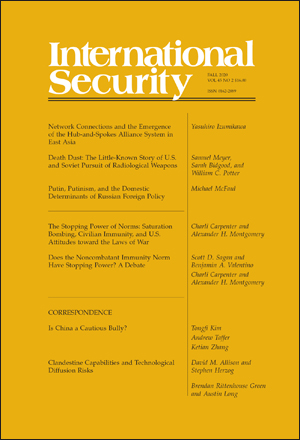 International
Security
FALL 2020
VOL 45 NO 2
ISSN 0162-2889
Network Connections and the Emergence
of the Hub-and-Spokes Alliance System in
East Asia
Yasuhiro Izumikawa
Death Dust: The Little-Known Story of U.S.
and Soviet Pursuit of Radiological Weapons
Samuel Meyer,
Sarah Bidgood, and
William C. Potter
Putin, Putinism, and the Domestic
Determinants of Russian Foreign Policy
Michael McFaul
The Stopping Power of Norms: Saturation
Bombing, Civilian Immunity, and U.S.
Attitudes toward the Laws of War
Charli Carpenter and
Alexander H. Montgomery
Does the Noncombatant Immunity Norm
Have Stopping Power? A Debate
Scott D. Sagan and
Benjamin A. Valentino
Charli Carpenter and
Alexander H. Montgomery
CORRESPONDENCE
Is China a Cautious Bully?
Tongfi Kim
Andrew Taffer
Ketian Zhang
Clandestine Capabilities and Technological
Diffusion Risks
David M. Allison and
Stephen Herzog
Brendan Rittenhouse Green
and Austin Long